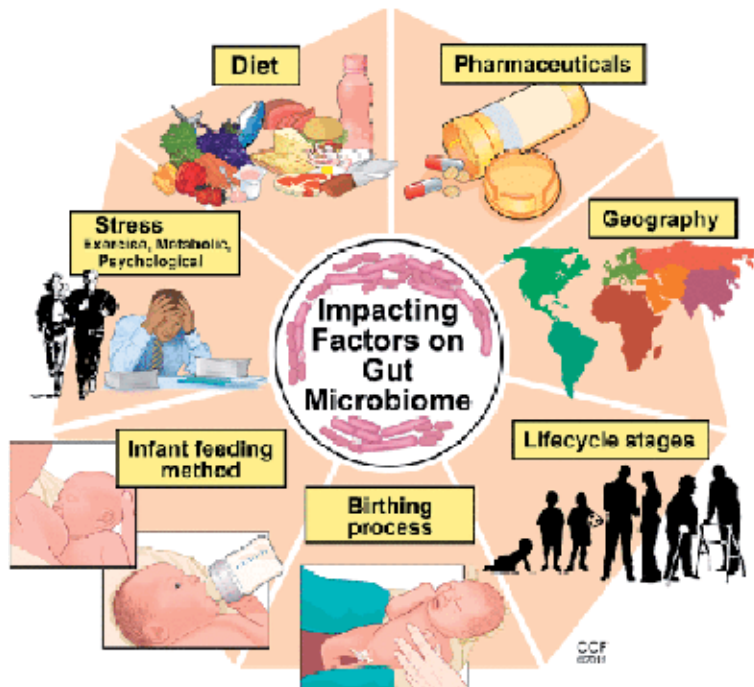 Diet
Pharmaceuticals
Stress
Exercise, Metabolic,
Psychological
Geography
Impacting
Factors on
Gut
Microbiome
Infant feeding
method
Lifecycle stages
Birthing
process
CCF